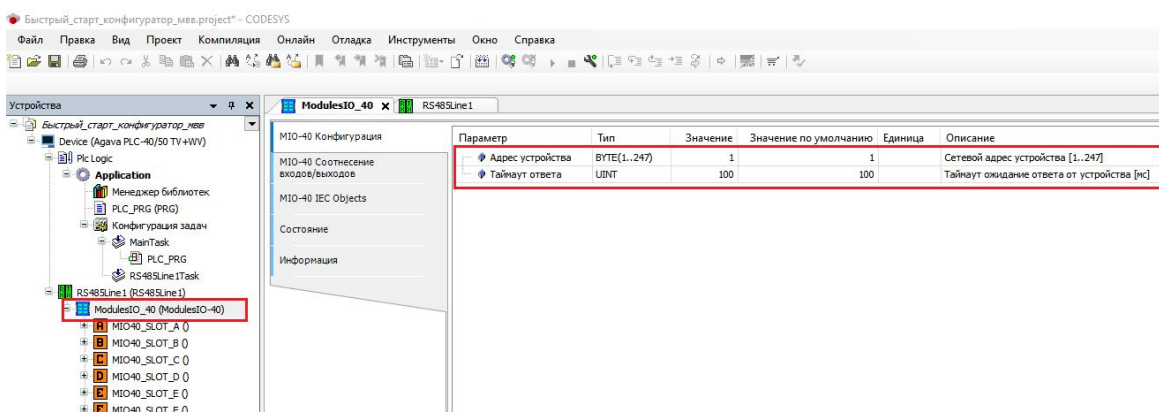 Быстрый_старт_конфигуратор_мвв.project* - CODESYS
Файл Правка Вид Проект Компиляция Онлайн Отладка Инструменты Окно Справка
Устройства
ModulesIO_40 RS485Line1
Быстрый_старт_конфигуратор_мвв
Device (Agava PLC-40/50 TV+WV)
Plc Logic
Application
Менеджер библиотек
PLC_PRG (PRG)
Конфигурация задач
MainTask
PLC_PRG
RS485Line1Task
RS485Line1 (RS485Line1)
ModulesIO_40 (ModulesIO-40)
A MIO40_SLOT_A ()
B MIO40_SLOT_B ()
C MIO40_SLOT_C ()
D MIO40_SLOT_D ()
E MIO40_SLOT_E ()
F MIO40_SLOT_F ()
MIO-40 Конфигурация
MIO-40 Соотнесение
входов/выходов
MIO-40 IEC Objects
Состояние
Информация
Параметр Тип Значение Значение по умолчанию Единица Описание
Адрес устройства BYTE(1..247) 1 1 Сетевой адрес устройства [1..247]
Таймаут ответа UINT 100 100 Таймаут ожидание ответа от устройства [мс]